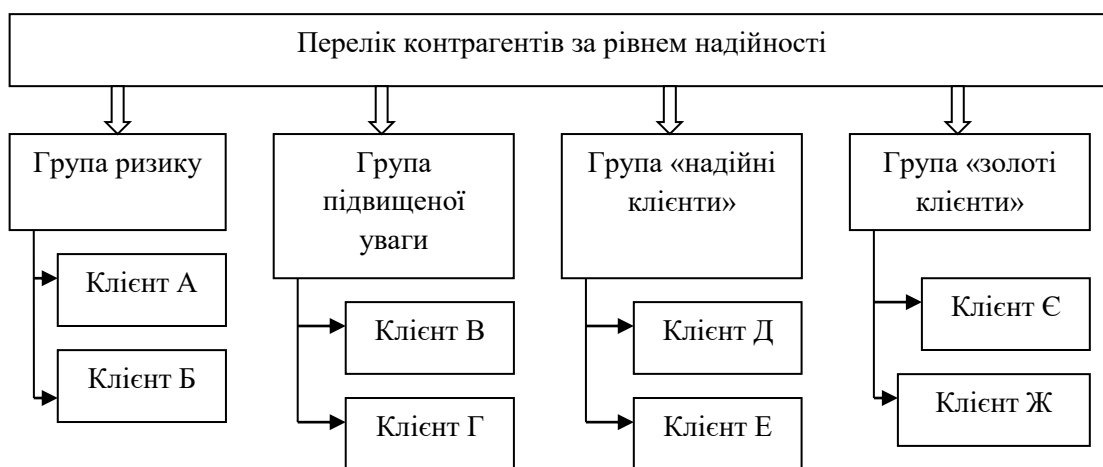 Перелік контрагентів за рівнем надійності
Група ризику
Група
підвищеної
уваги
Група «надійні
клієнти»
Група «золоті
клієнти»
Клієнт А
Клієнт Б
Клієнт В
Клієнт Г
Клієнт Д
Клієнт Е
Клієнт Є
Клієнт Ж